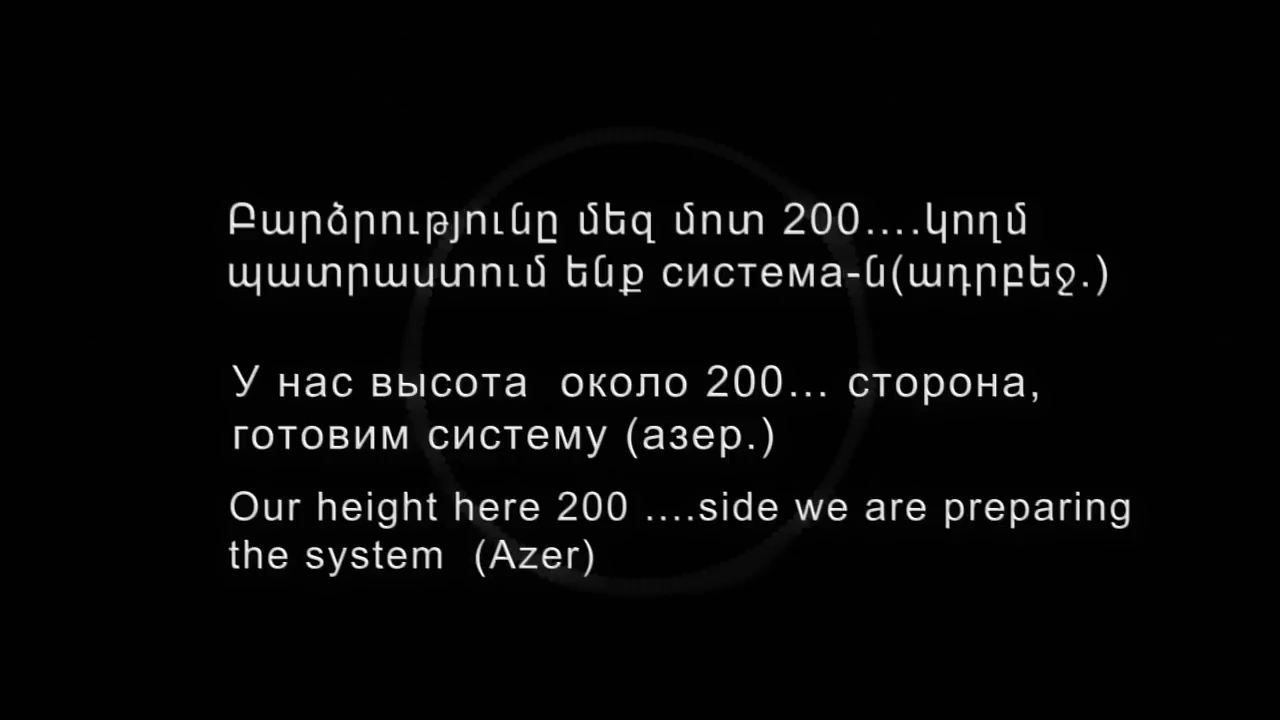 Բարձրությունը մեզ մոտ 200....կողմ
պատրաստում ենք система-ն(ադրբեջ.)
У нас высота  около 200... сторона,
готовим систему (азер.)
Our height here 200 ....side we are preparing
the system  (Azer)